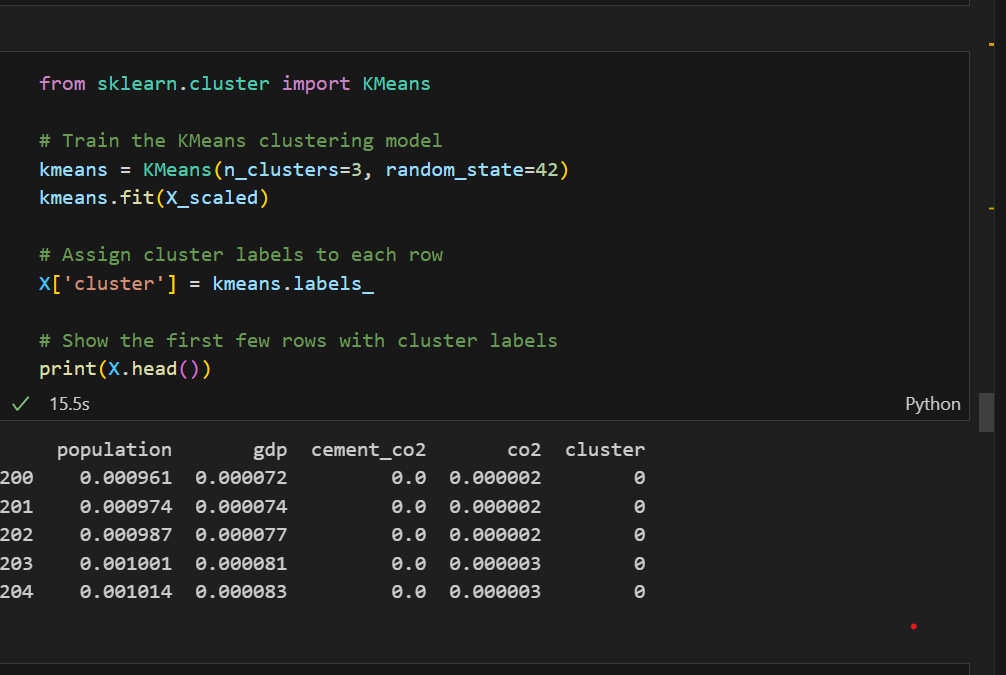 from sklearn.cluster import KMeans
# Train the KMeans clustering model
kmeans = KMeans(n_clusters=3, random_state=42)
kmeans.fit(X_scaled)
# Assign cluster labels to each row
X['cluster'] = kmeans.labels_
# Show the first few rows with cluster labels
print(X.head())
✓ 15.5s Python
population gdp cement_co2 co2 cluster
200 0.000961 0.000072 0.0 0.000002 0
201 0.000974 0.000074 0.0 0.000002 0
202 0.000987 0.000077 0.0 0.000002 0
203 0.001001 0.000081 0.0 0.000003 0
204 0.001014 0.000083 0.0 0.000003 0